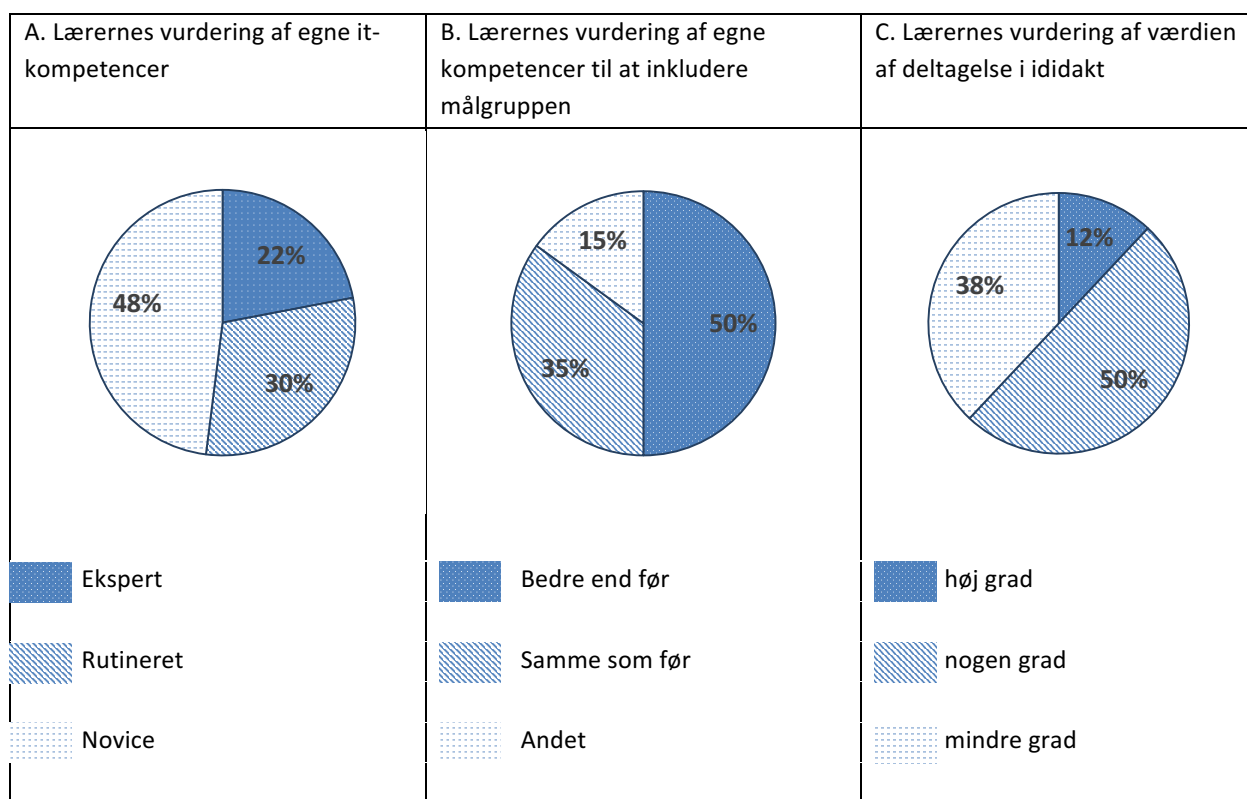 A. Lærernes vurdering af egne it-
kompetencer
B. Lærernes vurdering af egne
kompetencer til at inkludere
målgruppen
C. Lærernes vurdering af værdien
af deltagelse i ididakt
22%
30%
48%
50%
35%
15%
12%
50%
38%
Ekspert
Rutineret
Novice
Bedre end før
Samme som før
Andet
høj grad
nogen grad
mindre grad